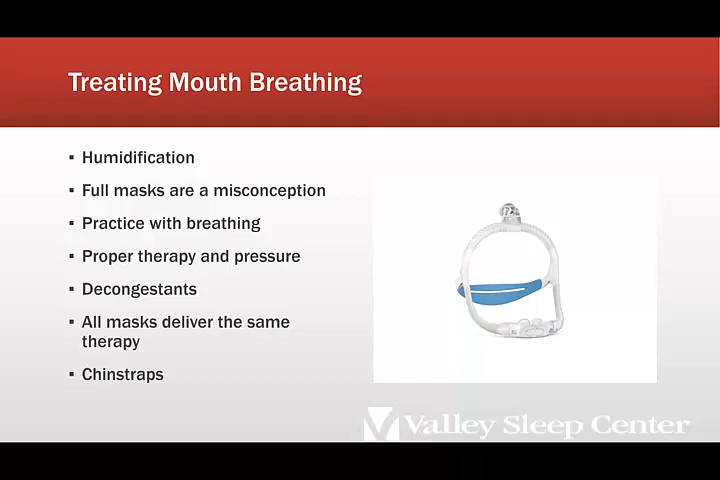 Treating Mouth Breathing
▪ Humidification
▪ Full masks are a misconception
▪ Practice with breathing
▪ Proper therapy and pressure
▪ Decongestants
▪ All masks deliver the same
therapy
▪ Chinstraps
Valley Sleep Center